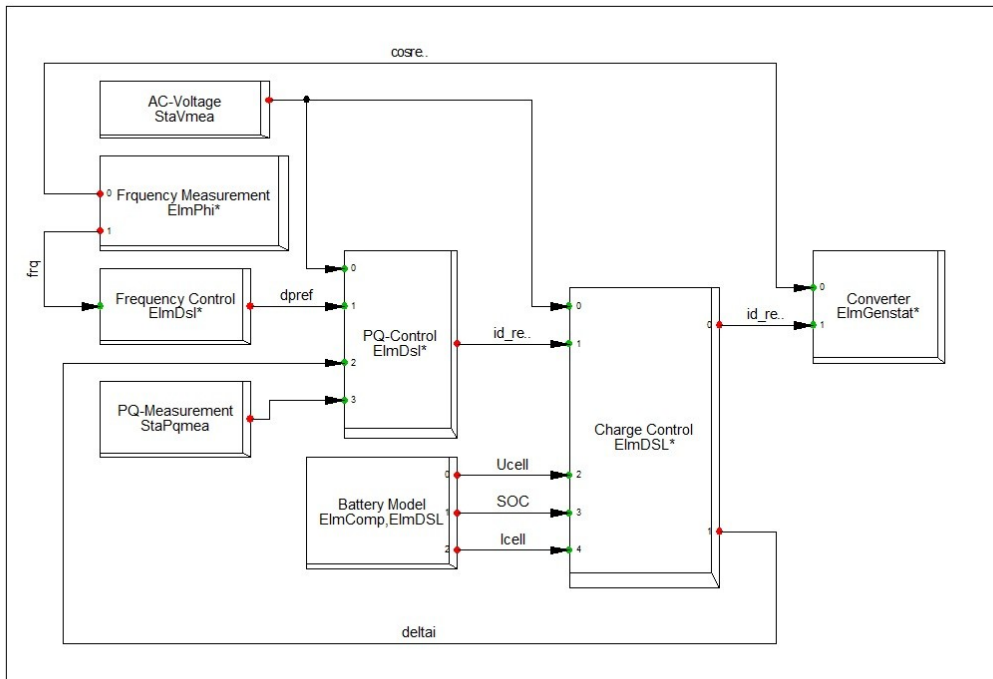 cosre..
AC-Voltage
StaVmea
0
Frquency Measurement
ElmPhi*
1
frq
Frequency Control
ElmDsl*
dpref
0
1
PQ-Control
ElmDsl*
2
3
id_re..
PQ-Measurement
StaPqmea
0
1
Charge Control
ElmDSL*
2
3
4
0
1
id_re..
0
1
Converter
ElmGenstat*
Battery Model
ElmComp,ElmDSL
0
1
2
Ucell
SOC
Icell
deltai